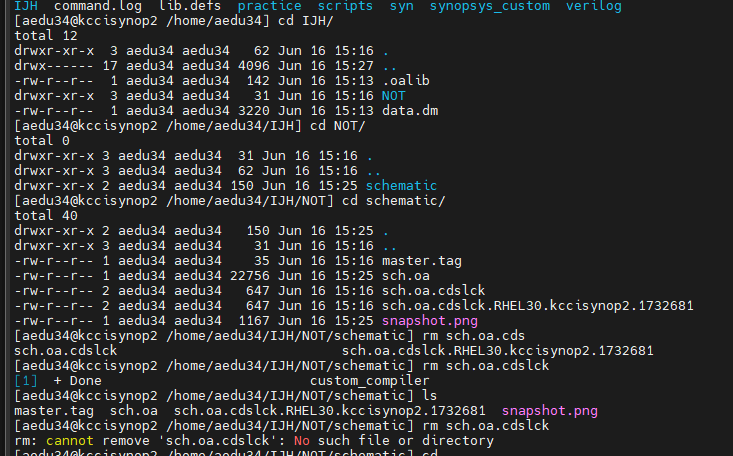 IJH  command.log  lib.defs  practice  scripts  syn  synopsys_custom  verilog
[aedu34@kccisynop2 /home/aedu34] cd IJH/
total 12
drwxr-xr-x  3 aedu34 aedu34   62 Jun 16 15:16 .
drwx------ 17 aedu34 aedu34 4096 Jun 16 15:27 ..
-rw-r--r--  1 aedu34 aedu34  142 Jun 16 15:13 .oalib
drwxr-xr-x  3 aedu34 aedu34   31 Jun 16 15:16 NOT
-rw-r--r--  1 aedu34 aedu34 3220 Jun 16 15:13 data.dm
[aedu34@kccisynop2 /home/aedu34/IJH] cd NOT/
total 0
drwxr-xr-x 3 aedu34 aedu34  31 Jun 16 15:16 .
drwxr-xr-x 3 aedu34 aedu34  62 Jun 16 15:16 ..
drwxr-xr-x 2 aedu34 aedu34 150 Jun 16 15:25 schematic
[aedu34@kccisynop2 /home/aedu34/IJH/NOT] cd schematic/
total 40
drwxr-xr-x 2 aedu34 aedu34   150 Jun 16 15:25 .
drwxr-xr-x 3 aedu34 aedu34    31 Jun 16 15:16 ..
-rw-r--r-- 1 aedu34 aedu34    35 Jun 16 15:16 master.tag
-rw-r--r-- 1 aedu34 aedu34 22756 Jun 16 15:25 sch.oa
-rw-r--r-- 2 aedu34 aedu34   647 Jun 16 15:16 sch.oa.cdslck
-rw-r--r-- 2 aedu34 aedu34   647 Jun 16 15:16 sch.oa.cdslck.RHEL30.kccisynop2.1732681
-rw-r--r-- 1 aedu34 aedu34  1167 Jun 16 15:25 snapshot.png
[aedu34@kccisynop2 /home/aedu34/IJH/NOT/schematic] rm sch.oa.cds
sch.oa.cdslck                            sch.oa.cdslck.RHEL30.kccisynop2.1732681
[aedu34@kccisynop2 /home/aedu34/IJH/NOT/schematic] rm sch.oa.cdslck
[1]  + Done                          custom_compiler
[aedu34@kccisynop2 /home/aedu34/IJH/NOT/schematic] ls
master.tag  sch.oa  sch.oa.cdslck.RHEL30.kccisynop2.1732681  snapshot.png
[aedu34@kccisynop2 /home/aedu34/IJH/NOT/schematic] rm sch.oa.cdslck
rm: cannot remove 'sch.oa.cdslck': No such file or directory
[aedu34@kccisynop2 /home/aedu34/IJH/NOT/schematic] cd